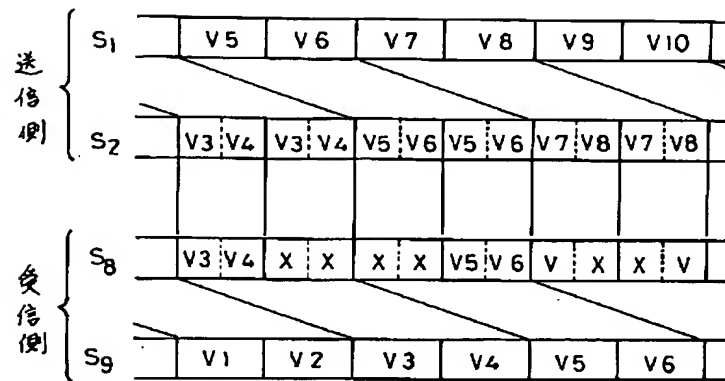 送信側
S1 V5 V6 V7 V8 V9 V10
S2 V3 V4 V3 V4 V5 V6 V5 V6 V7 V8 V7 V8
受信側
S8 V3 V4 X X X X V5 V6 V X X V
S9 V1 V2 V3 V4 V5 V6